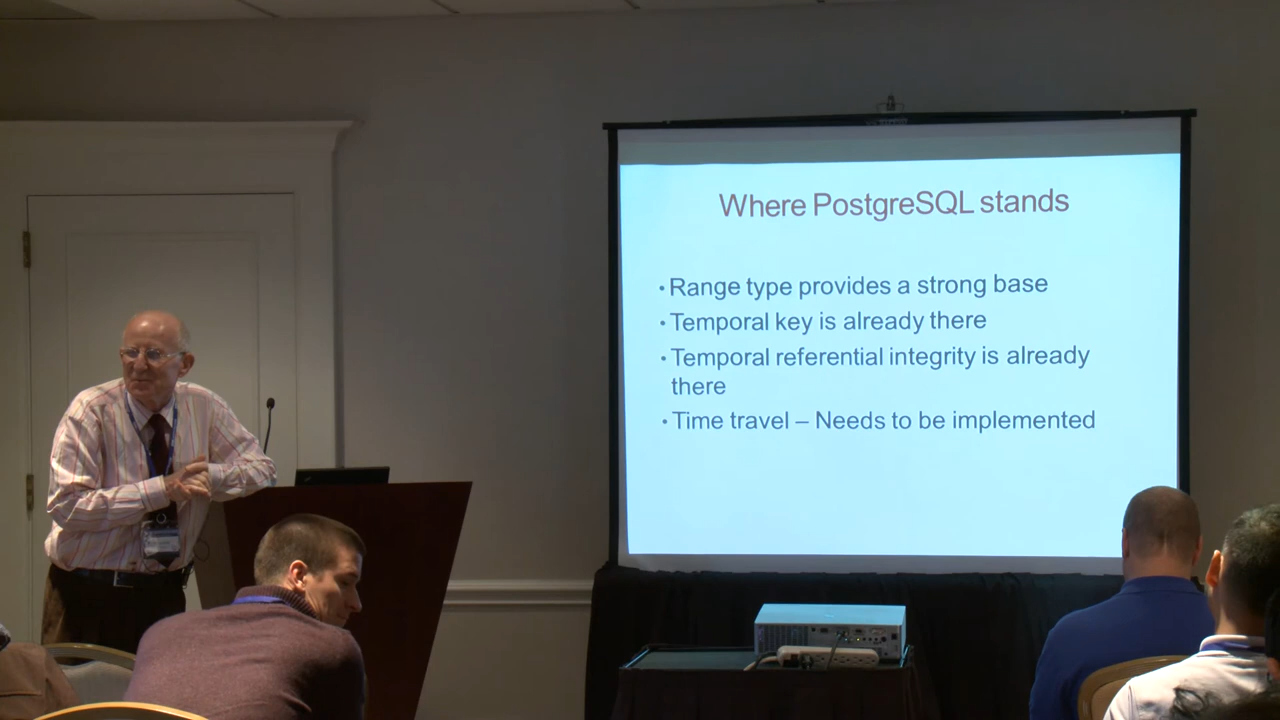 Where PostgreSQL stands
• Range type provides a strong base
• Temporal key is already there
• Temporal referential integrity is already
there
• Time travel – Needs to be implemented